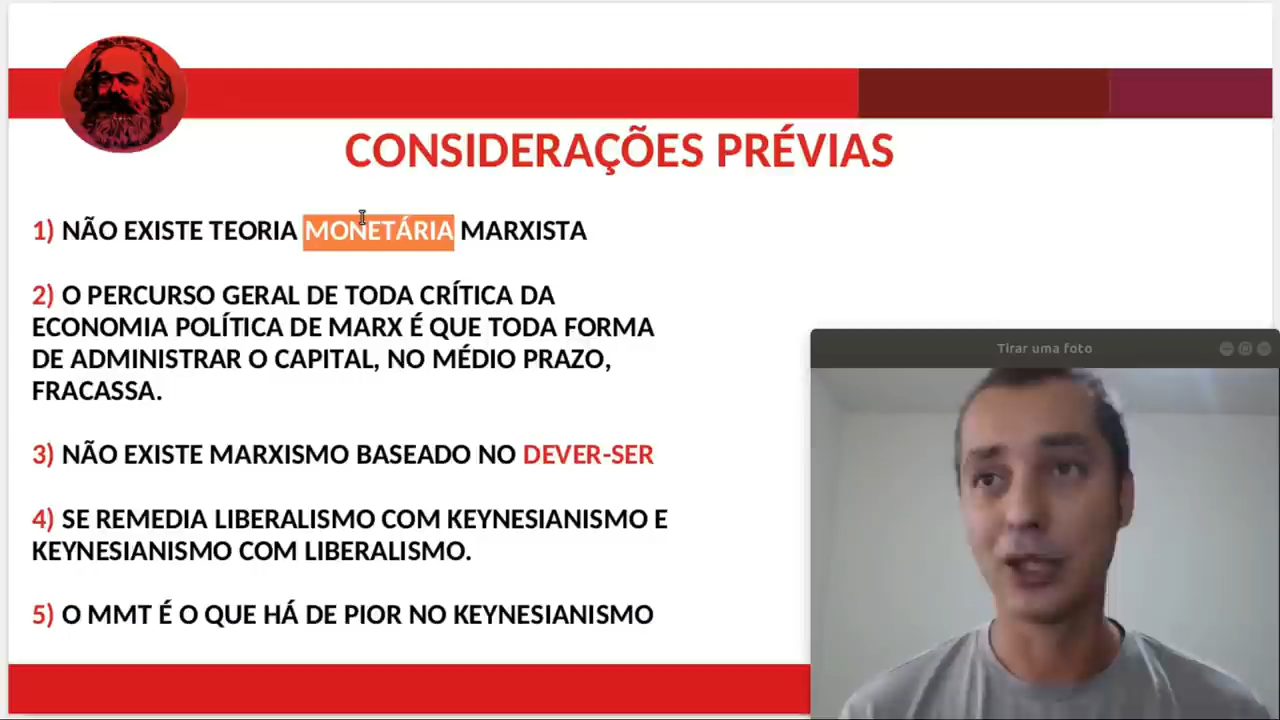 CONSIDERAÇÕES PRÉVIAS
1) NÃO EXISTE TEORIA MONETÁRIA MARXISTA
2) O PERCURSO GERAL DE TODA CRÍTICA DA
ECONOMIA POLÍTICA DE MARX É QUE TODA FORMA
DE ADMINISTRAR O CAPITAL, NO MÉDIO PRAZO,
FRACASSA.
3) NÃO EXISTE MARXISMO BASEADO NO DEVER-SER
4) SE REMEDIA LIBERALISMO COM KEYNESIANISMO E
KEYNESIANISMO COM LIBERALISMO.
5) O MMT É O QUE HÁ DE PIOR NO KEYNESIANISMO
Tirar uma foto